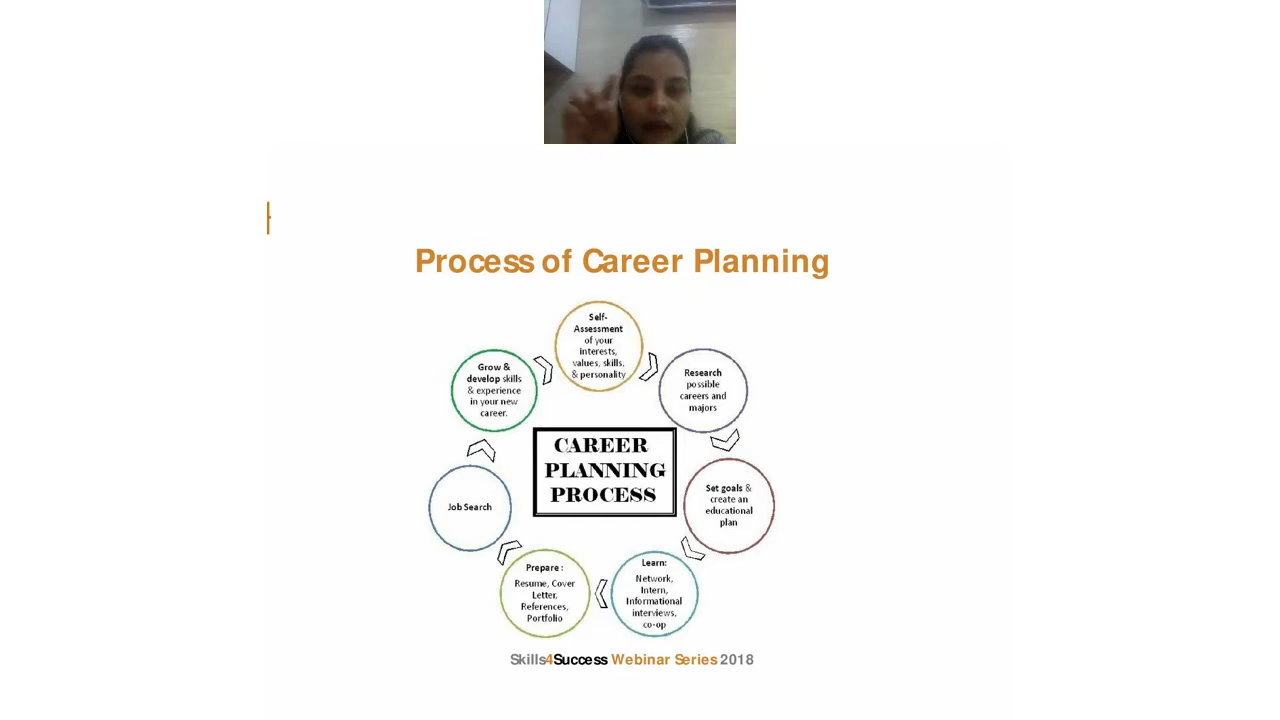 Process of Career Planning
Self-
Assessment
of your
interests,
values, skills,
& personality
Research
possible
careers and
majors
Set goals &
create an
educational
plan
Learn:
Network,
Intern,
Informational
interviews,
co-op
Prepare :
Resume, Cover
Letter,
References,
Portfolio
Job Search
Grow &
develop skills
& experience
in your new
career.
CAREER
PLANNING
PROCESS
Skills4Success Webinar Series 2018